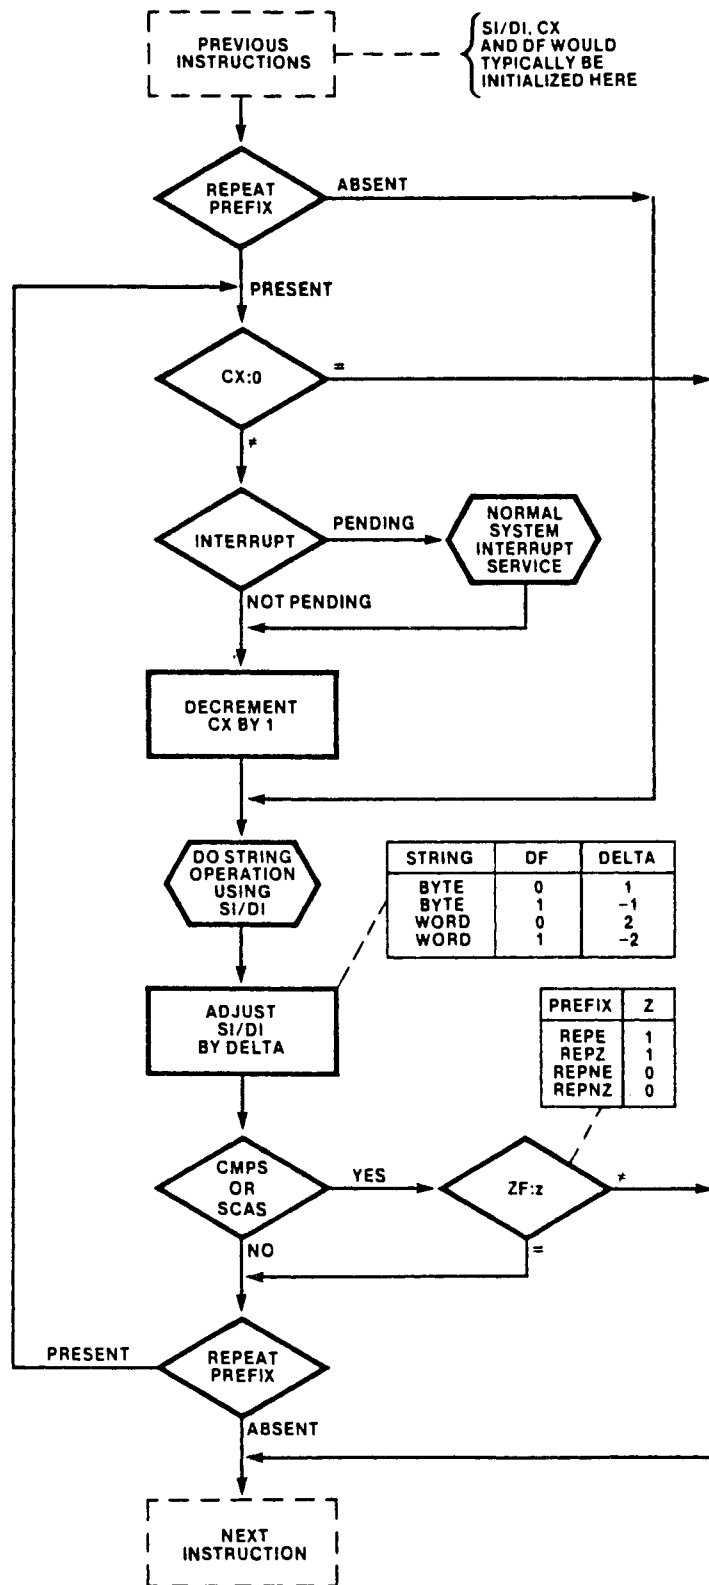 PREVIOUS
INSTRUCTIONS
SI/DI, CX
AND DF WOULD
TYPICALLY BE
INITIALIZED HERE
REPEAT
PREFIX
ABSENT
PRESENT
CX:0
=
≠
INTERRUPT
PENDING
NORMAL
SYSTEM
INTERRUPT
SERVICE
NOT PENDING
DECREMENT
CX BY 1
DO STRING
OPERATION
USING
SI/DI
STRING DF DELTA
BYTE 0 1
BYTE 1 -1
WORD 0 2
WORD 1 -2
ADJUST
SI/DI
BY DELTA
PREFIX Z
REPE 1
REPZ 1
REPNE 0
REPNZ 0
CMPS
OR
SCAS
YES
ZF:z
≠
NO
=
PRESENT
REPEAT
PREFIX
ABSENT
NEXT
INSTRUCTION